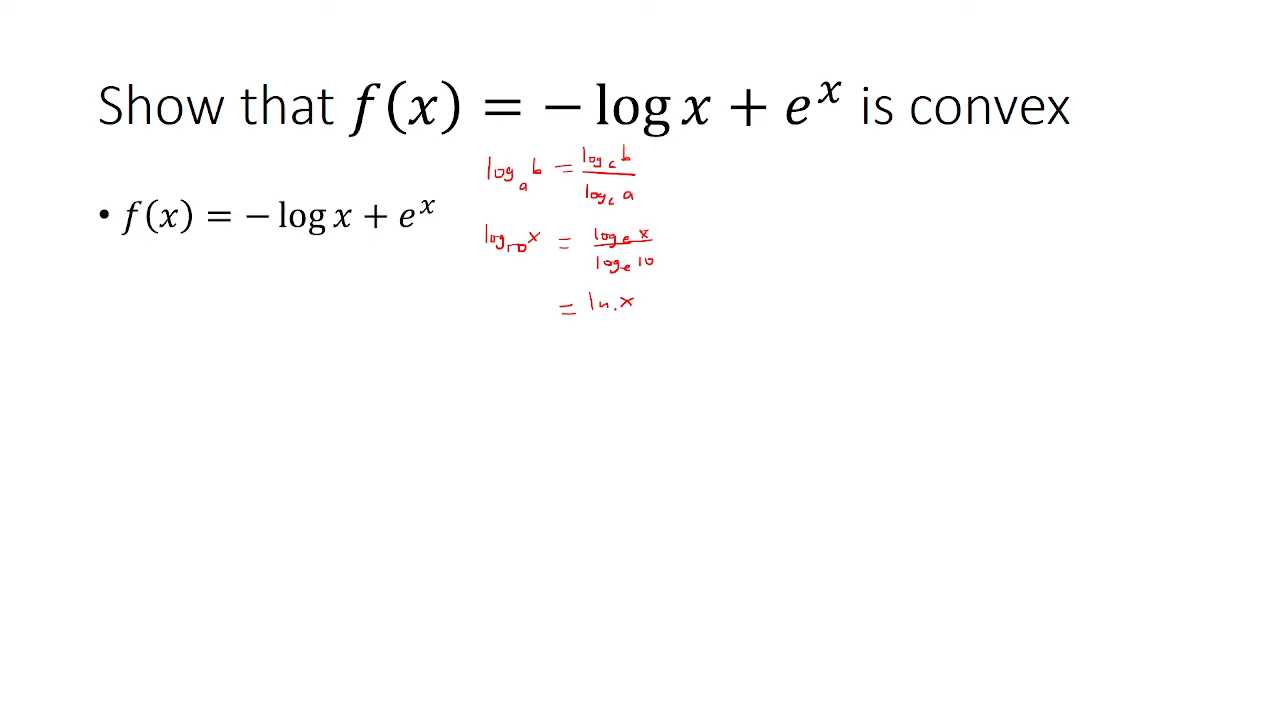 Show that f(x) = − log x + e^x is convex
log_a b = log_c b / log_c a
• f(x) = − log x + e^x
log_10 x = log_e x / log_e 10
= ln x